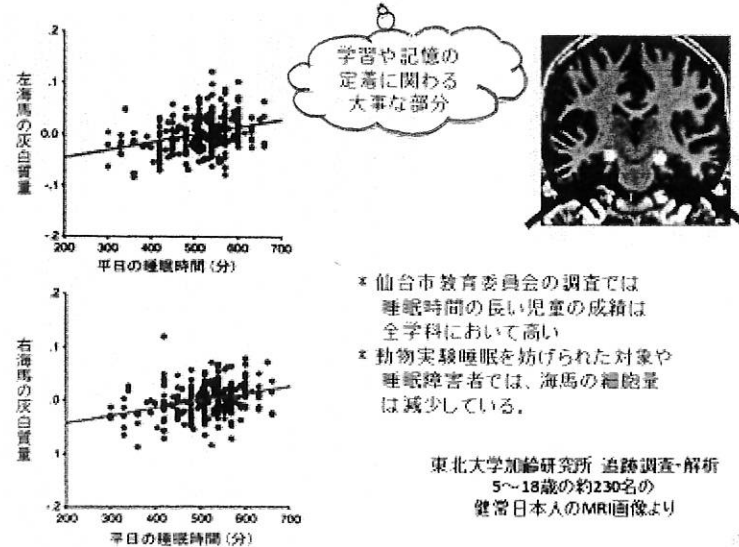 左海馬の灰白質量
.2
.1
0.0
-.1
-.2
200 300 400 500 600 700
平日の睡眠時間(分)
学習や記憶の
定着に関わる
大事な部分
右海馬の灰白質量
.2
.1
.0
.1
-.2
200 300 400 500 600 700
平日の睡眠時間(分)
* 仙台市教育委員会の調査では
睡眠時間の長い児童の成績は
全学科において高い
* 動物実験睡眠を妨げられた対象や
睡眠障害者では、海馬の細胞量
は減少している。
東北大学加齢研究所 追跡調査・解析
5〜18歳の約230名の
健常日本人のMRI画像より